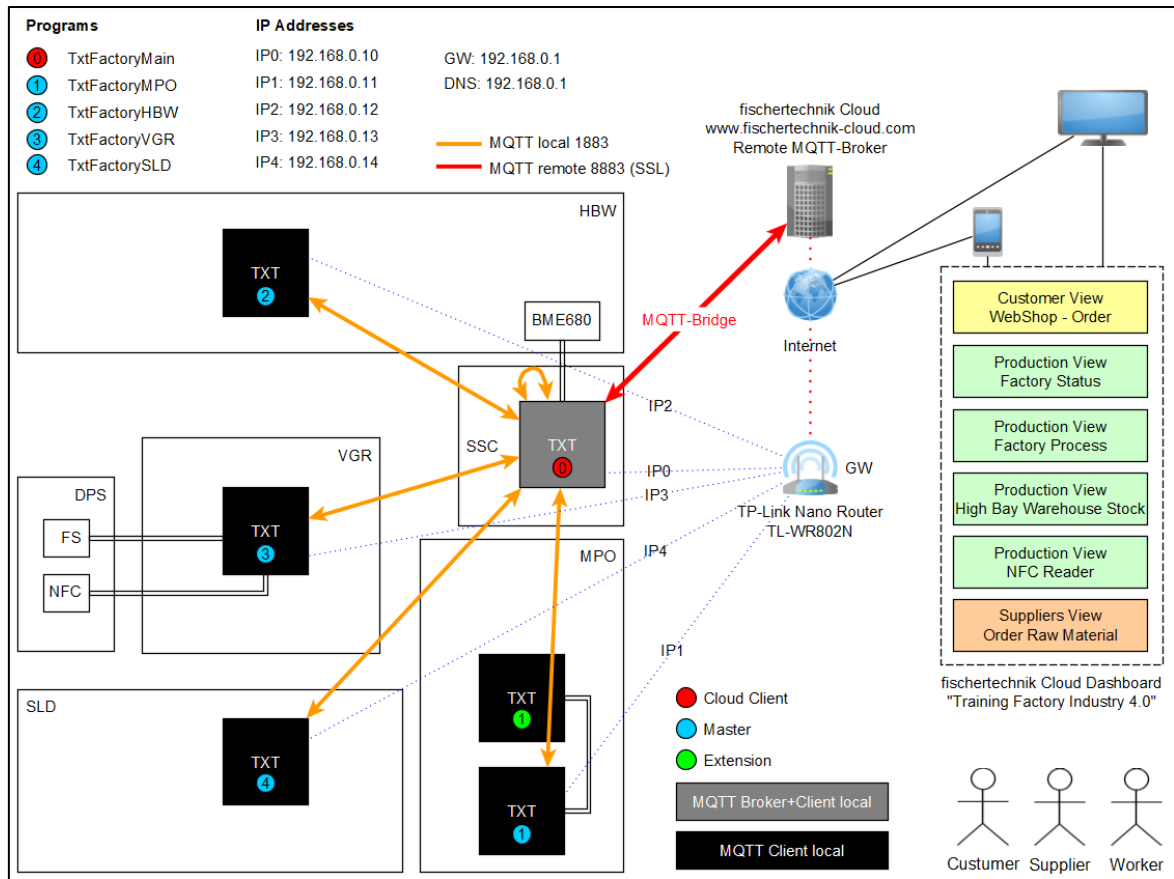 Programs
0 TxtFactoryMain
1 TxtFactoryMPO
2 TxtFactoryHBW
3 TxtFactoryVGR
4 TxtFactorySLD
IP Addresses
IP0: 192.168.0.10
IP1: 192.168.0.11
IP2: 192.168.0.12
IP3: 192.168.0.13
IP4: 192.168.0.14
GW: 192.168.0.1
DNS: 192.168.0.1
MQTT local 1883
MQTT remote 8883 (SSL)
fischertechnik Cloud
www.fischertechnik-cloud.com
Remote MQTT-Broker
HBW
TXT
2
BME680
MQTT-Bridge
Internet
IP2
SSC
TXT
0
IP0
IP3
GW
TP-Link Nano Router
TL-WR802N
VGR
DPS
FS
NFC
TXT
3
IP4
MPO
IP1
TXT
1
TXT
1
SLD
TXT
4
Cloud Client
Master
Extension
MQTT Broker+Client local
MQTT Client local
Customer View
WebShop - Order
Production View
Factory Status
Production View
Factory Process
Production View
High Bay Warehouse Stock
Production View
NFC Reader
Suppliers View
Order Raw Material
fischertechnik Cloud Dashboard
"Training Factory Industry 4.0"
Custumer
Supplier
Worker